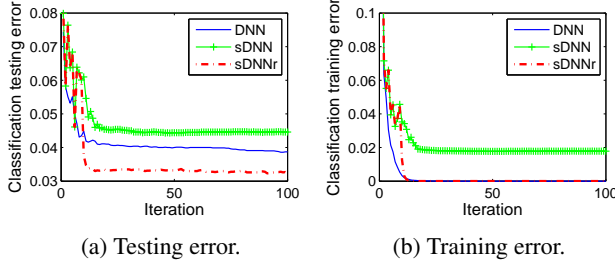 Classification testing error
0.08
0.07
0.06
0.05
0.04
0.03
0
50
100
Iteration
DNN
sDNN
sDNNr
(a) Testing error.
Classification training error
0.1
0.08
0.06
0.04
0.02
0
0
50
100
Iteration
DNN
sDNN
sDNNr
(b) Training error.